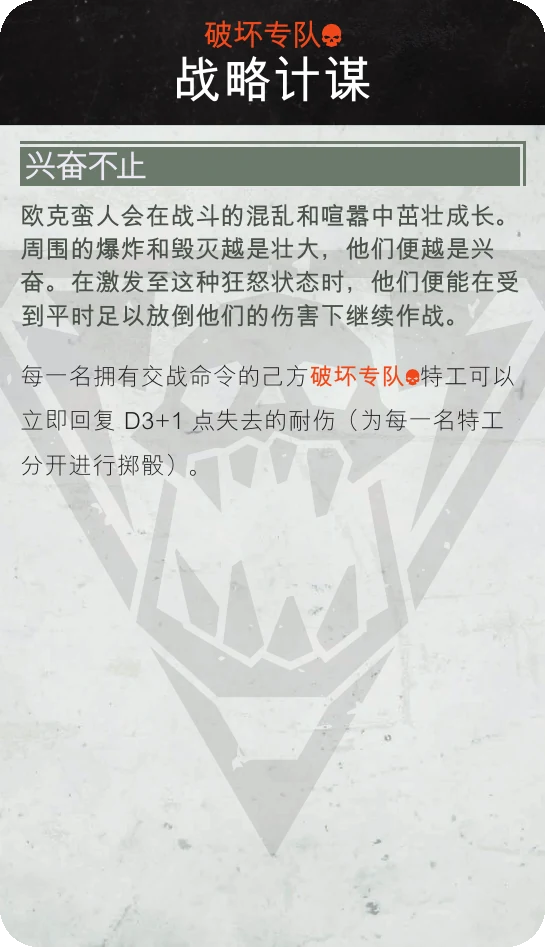 破坏专队
战略计谋
兴奋不止
欧克蛮人会在战斗的混乱和喧嚣中茁壮成长。
周围的爆炸和毁灭越是壮大，他们便越是兴
奋。在激发至这种狂怒状态时，他们便能在受
到平时足以放倒他们的伤害下继续作战。
每一名拥有交战命令的己方破坏专队特工可以
立即回复 D3+1 点失去的耐伤（为每一名特工
分开进行掷骰）。